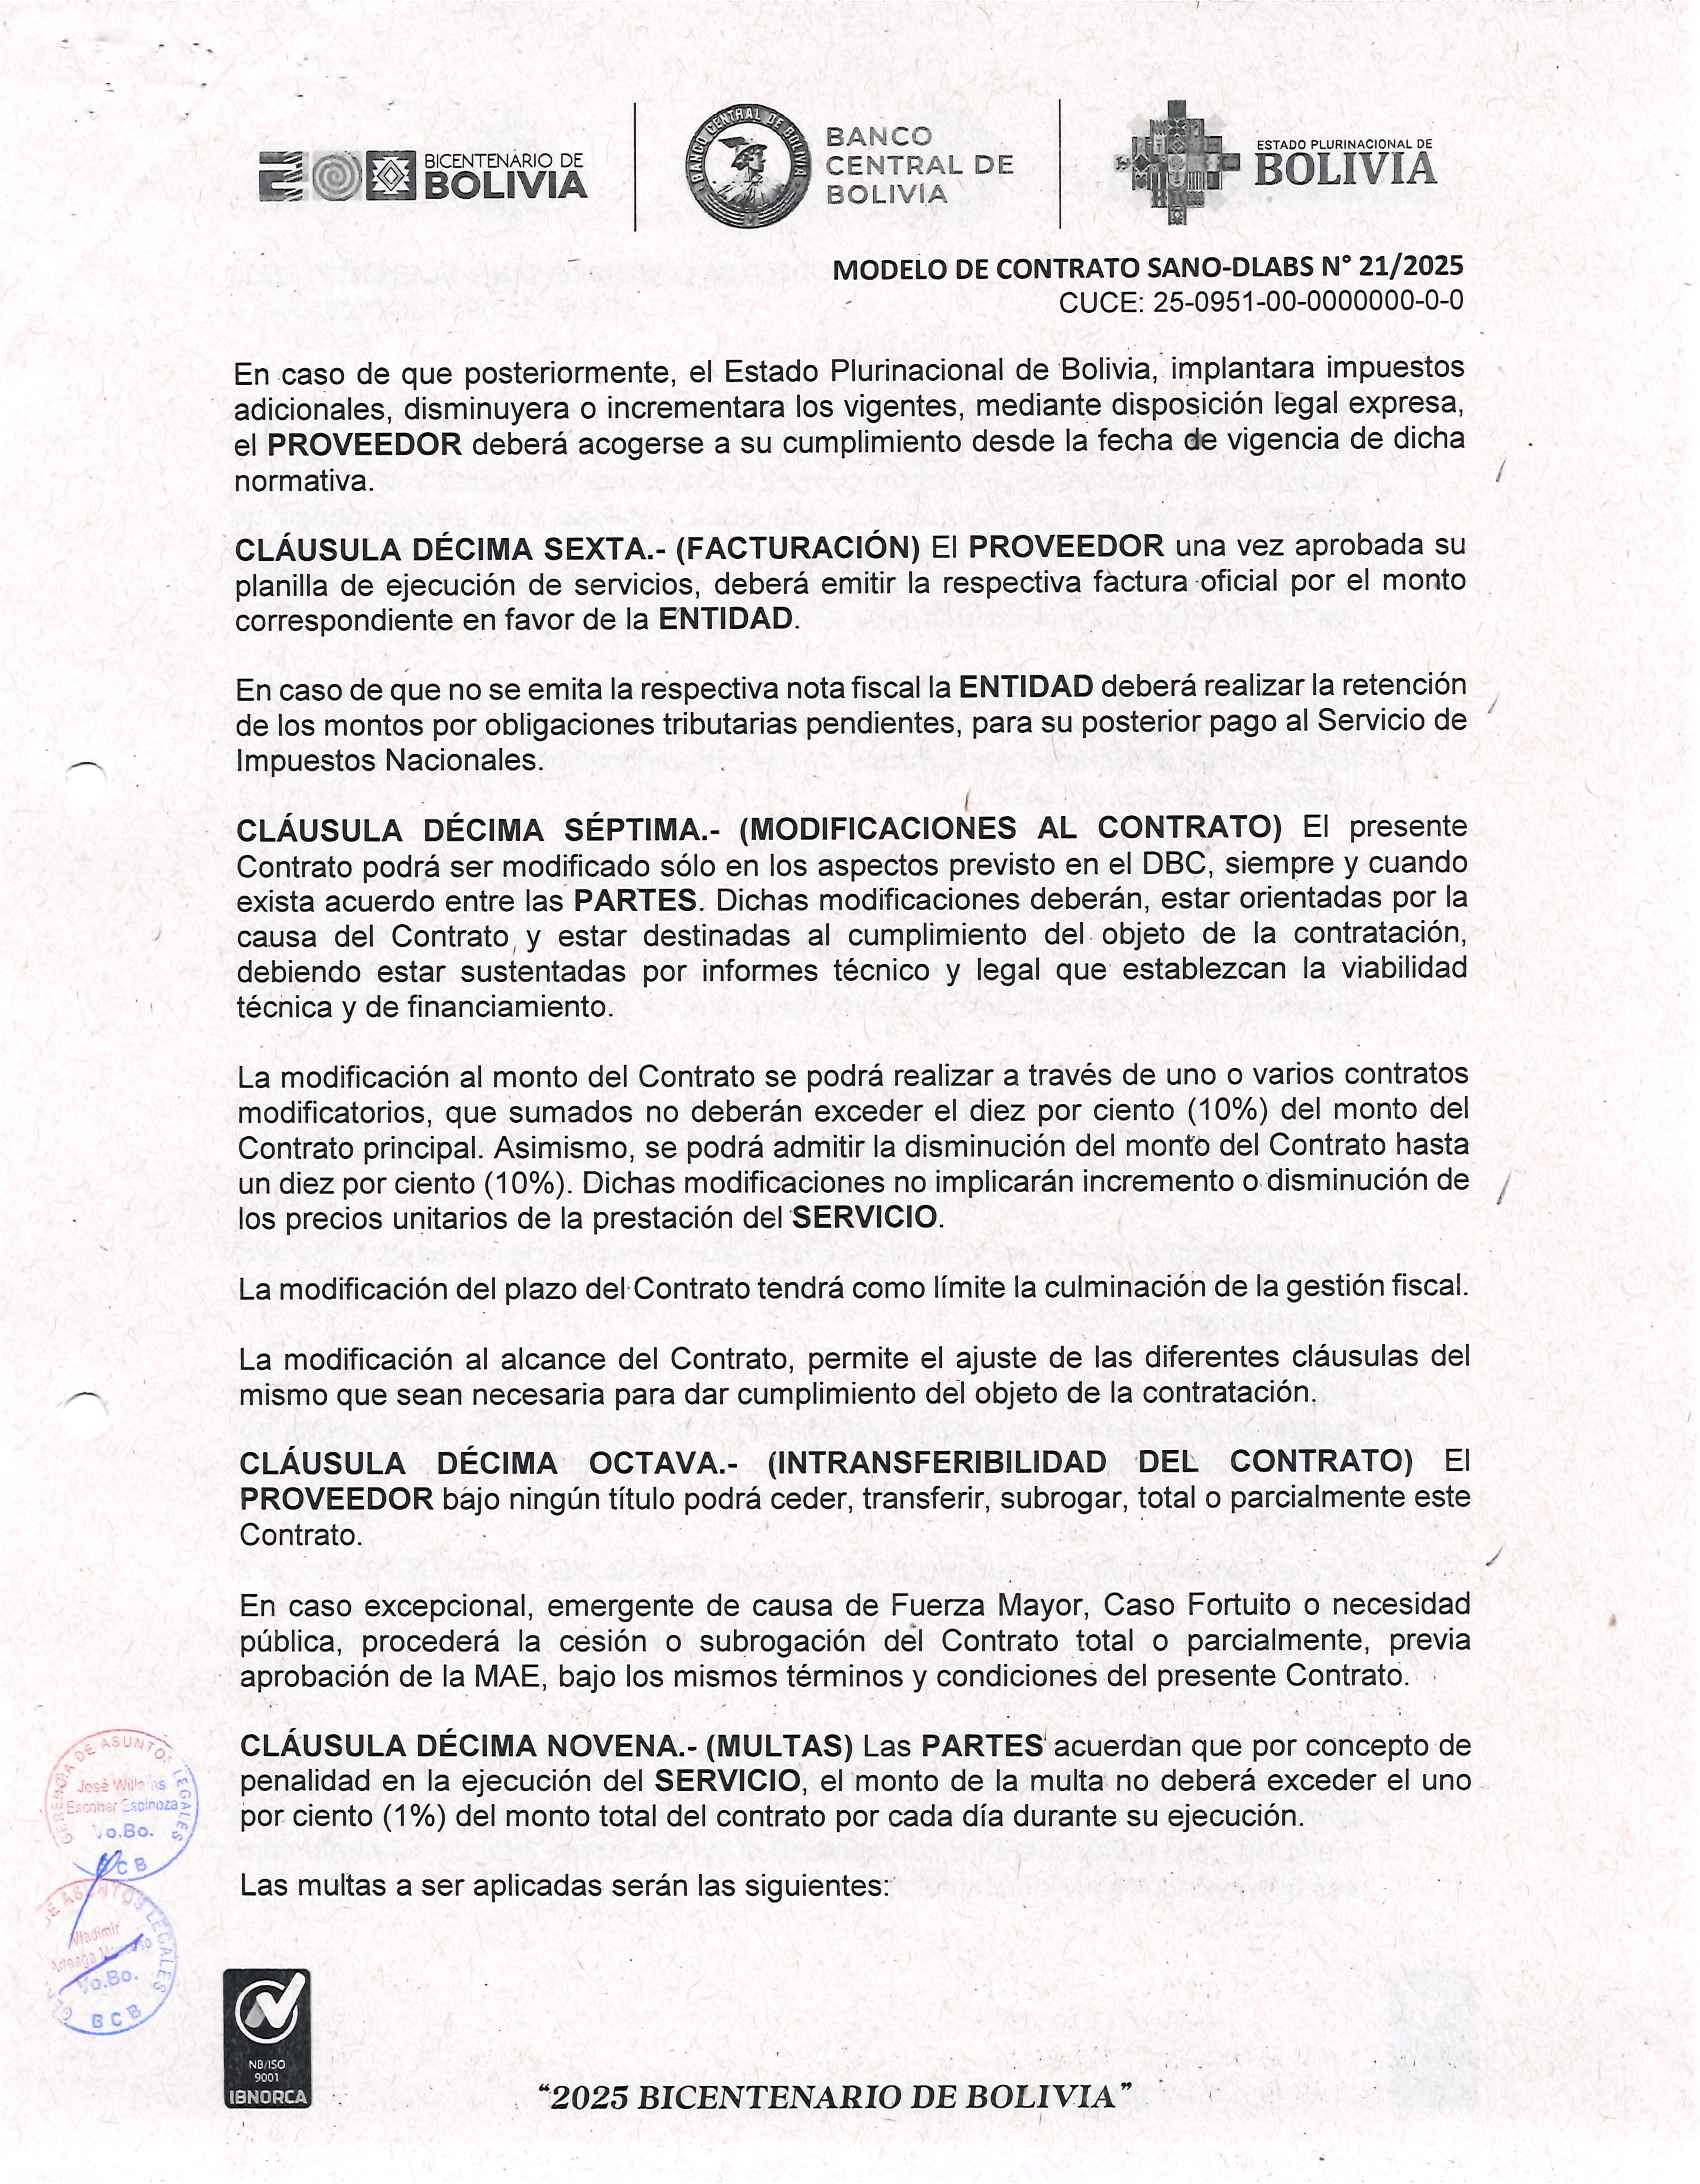 BICENTENARIO DE
BOLIVIA
BANCO CENTRAL DE BOLIVIA
BANCO
CENTRAL DE
BOLIVIA
ESTADO PLURINACIONAL DE
BOLIVIA
MODELO DE CONTRATO SANO-DLABS N° 21/2025
CUCE: 25-0951-00-0000000-0-0
En caso de que posteriormente, el Estado Plurinacional de Bolivia, implantara impuestos
adicionales, disminuyera o incrementara los vigentes, mediante disposición legal expresa,
el PROVEEDOR deberá acogerse a su cumplimiento desde la fecha de vigencia de dicha
normativa.
CLÁUSULA DÉCIMA SEXTA.- (FACTURACIÓN) El PROVEEDOR una vez aprobada su
planilla de ejecución de servicios, deberá emitir la respectiva factura oficial por el monto
correspondiente en favor de la ENTIDAD.
En caso de que no se emita la respectiva nota fiscal la ENTIDAD deberá realizar la retención
de los montos por obligaciones tributarias pendientes, para su posterior pago al Servicio de
Impuestos Nacionales.
CLÁUSULA DÉCIMA SÉPTIMA.- (MODIFICACIONES AL CONTRATO) El presente
Contrato podrá ser modificado sólo en los aspectos previsto en el DBC, siempre y cuando
exista acuerdo entre las PARTES. Dichas modificaciones deberán, estar orientadas por la
causa del Contrato y estar destinadas al cumplimiento del objeto de la contratación,
debiendo estar sustentadas por informes técnico y legal que establezcan la viabilidad
técnica y de financiamiento.
La modificación al monto del Contrato se podrá realizar a través de uno o varios contratos
modificatorios, que sumados no deberán exceder el diez por ciento (10%) del monto del
Contrato principal. Asimismo, se podrá admitir la disminución del monto del Contrato hasta
un diez por ciento (10%). Dichas modificaciones no implicarán incremento o disminución de
los precios unitarios de la prestación del SERVICIO.
La modificación del plazo del Contrato tendrá como límite la culminación de la gestión fiscal.
La modificación al alcance del Contrato, permite el ajuste de las diferentes cláusulas del
mismo que sean necesaria para dar cumplimiento del objeto de la contratación.
CLÁUSULA DÉCIMA OCTAVA.- (INTRANSFERIBILIDAD DEL CONTRATO) El
PROVEEDOR bajo ningún título podrá ceder, transferir, subrogar, total o parcialmente este
Contrato.
En caso excepcional, emergente de causa de Fuerza Mayor, Caso Fortuito o necesidad
pública, procederá la cesión o subrogación del Contrato total o parcialmente, previa
aprobación de la MAE, bajo los mismos términos y condiciones del presente Contrato.
CLÁUSULA DÉCIMA NOVENA.- (MULTAS) Las PARTES acuerdan que por concepto de
penalidad en la ejecución del SERVICIO, el monto de la multa no deberá exceder el uno
por ciento (1%) del monto total del contrato por cada día durante su ejecución.
Las multas a ser aplicadas serán las siguientes:
GERENCIA DE ASUNTOS LEGALES
José
Escobar Espinoza
Vo.Bo.
BCB
DE ASUNTOS LEGALES
Vladimir
Vo.Bo.
BCB
NB/ISO
9001
IBNORCA
“2025 BICENTENARIO DE BOLIVIA”